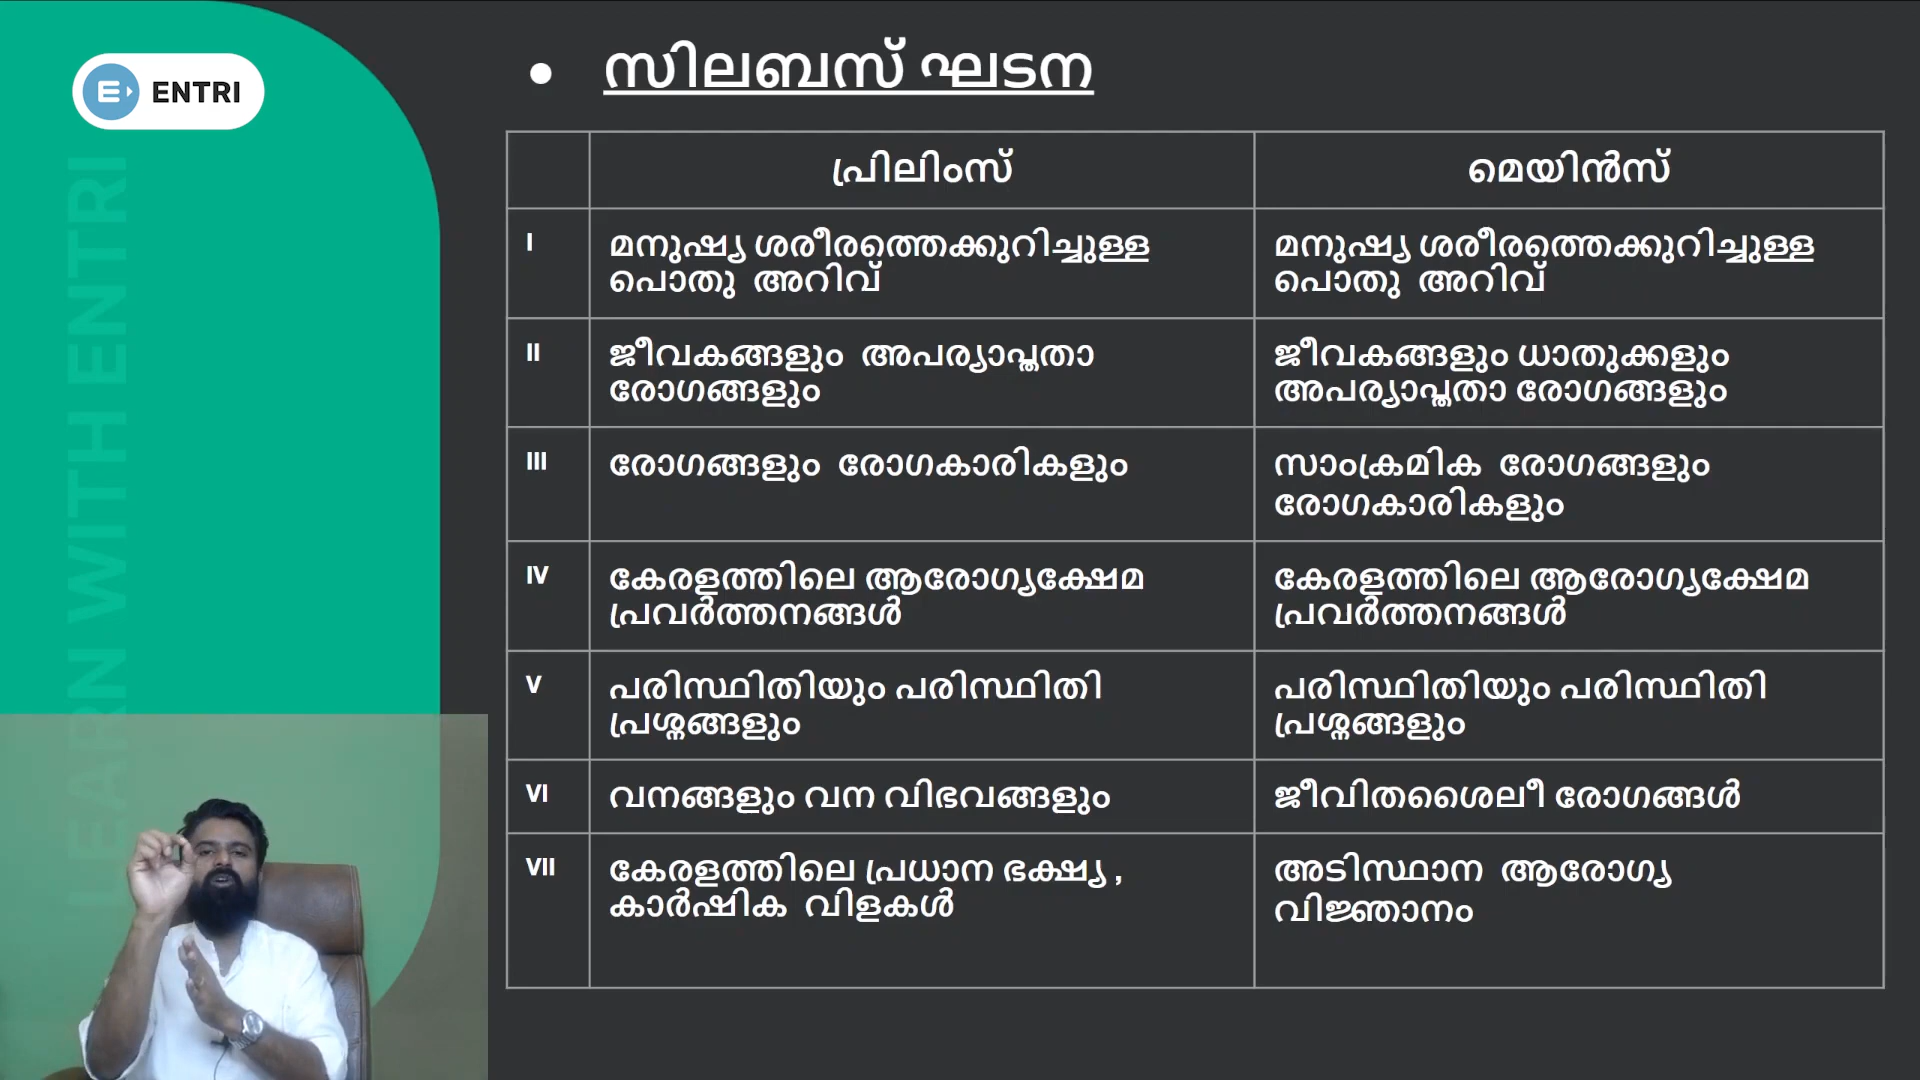 ENTRI
LEARN WITH ENTRI
• സിലബസ് ഘടന
പ്രിലിംസ് മെയിൻസ്
I മനുഷ്യ ശരീരത്തെക്കുറിച്ചുള്ള മനുഷ്യ ശരീരത്തെക്കുറിച്ചുള്ള
പൊതു അറിവ് പൊതു അറിവ്
II ജീവകങ്ങളും അപര്യാപ്തതാ ജീവകങ്ങളും ധാതുക്കളും
രോഗങ്ങളും അപര്യാപ്തതാ രോഗങ്ങളും
III രോഗങ്ങളും രോഗകാരികളും സാംക്രമിക രോഗങ്ങളും
രോഗകാരികളും
IV കേരളത്തിലെ ആരോഗ്യക്ഷേമ കേരളത്തിലെ ആരോഗ്യക്ഷേമ
പ്രവർത്തനങ്ങൾ പ്രവർത്തനങ്ങൾ
V പരിസ്ഥിതിയും പരിസ്ഥിതി പരിസ്ഥിതിയും പരിസ്ഥിതി
പ്രശ്നങ്ങളും പ്രശ്നങ്ങളും
VI വനങ്ങളും വന വിഭവങ്ങളും ജീവിതശൈലീ രോഗങ്ങൾ
VII കേരളത്തിലെ പ്രധാന ഭക്ഷ്യ , അടിസ്ഥാന ആരോഗ്യ
കാർഷിക വിളകൾ വിജ്ഞാനം